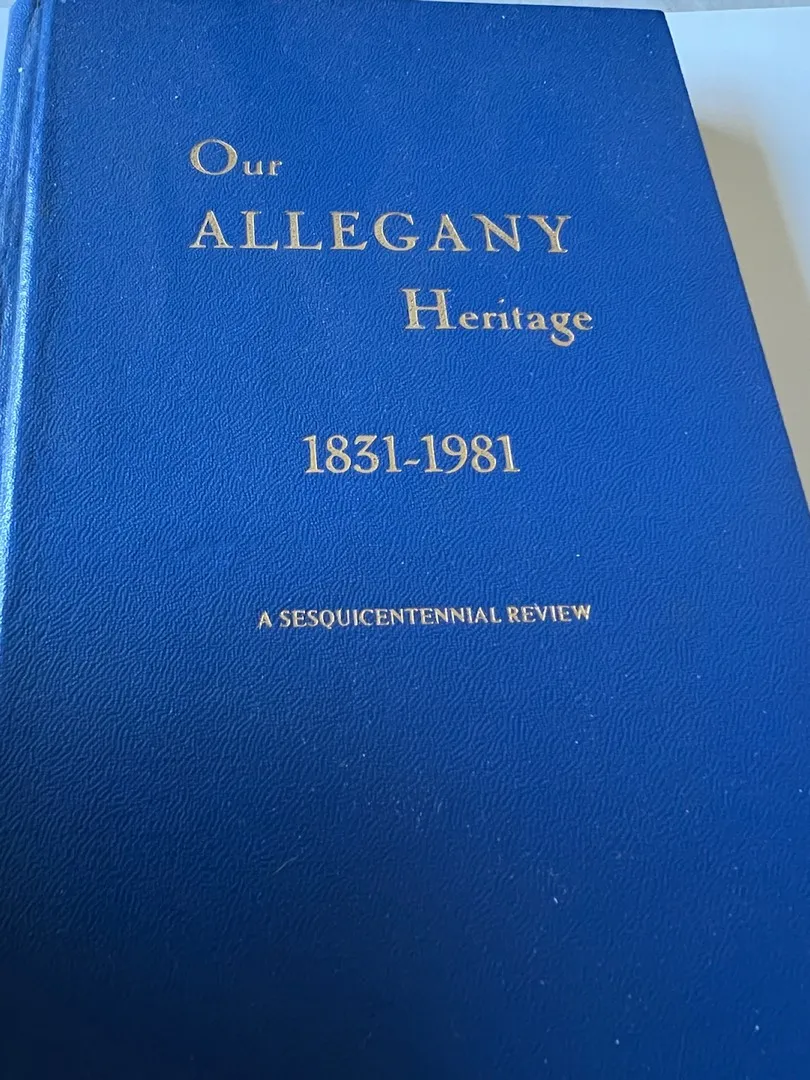 Our
ALLEGANY
Heritage
1831-1981
A SESQUICENTENNIAL REVIEW